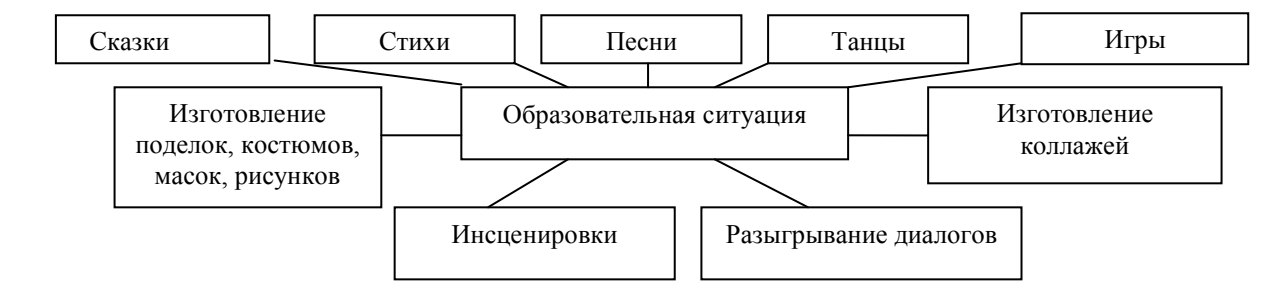 Сказки
Стихи
Песни
Танцы
Игры
Изготовление
поделок, костюмов,
масок, рисунков
Образовательная ситуация
Изготовление
коллажей
Инсценировки
Разыгрывание диалогов